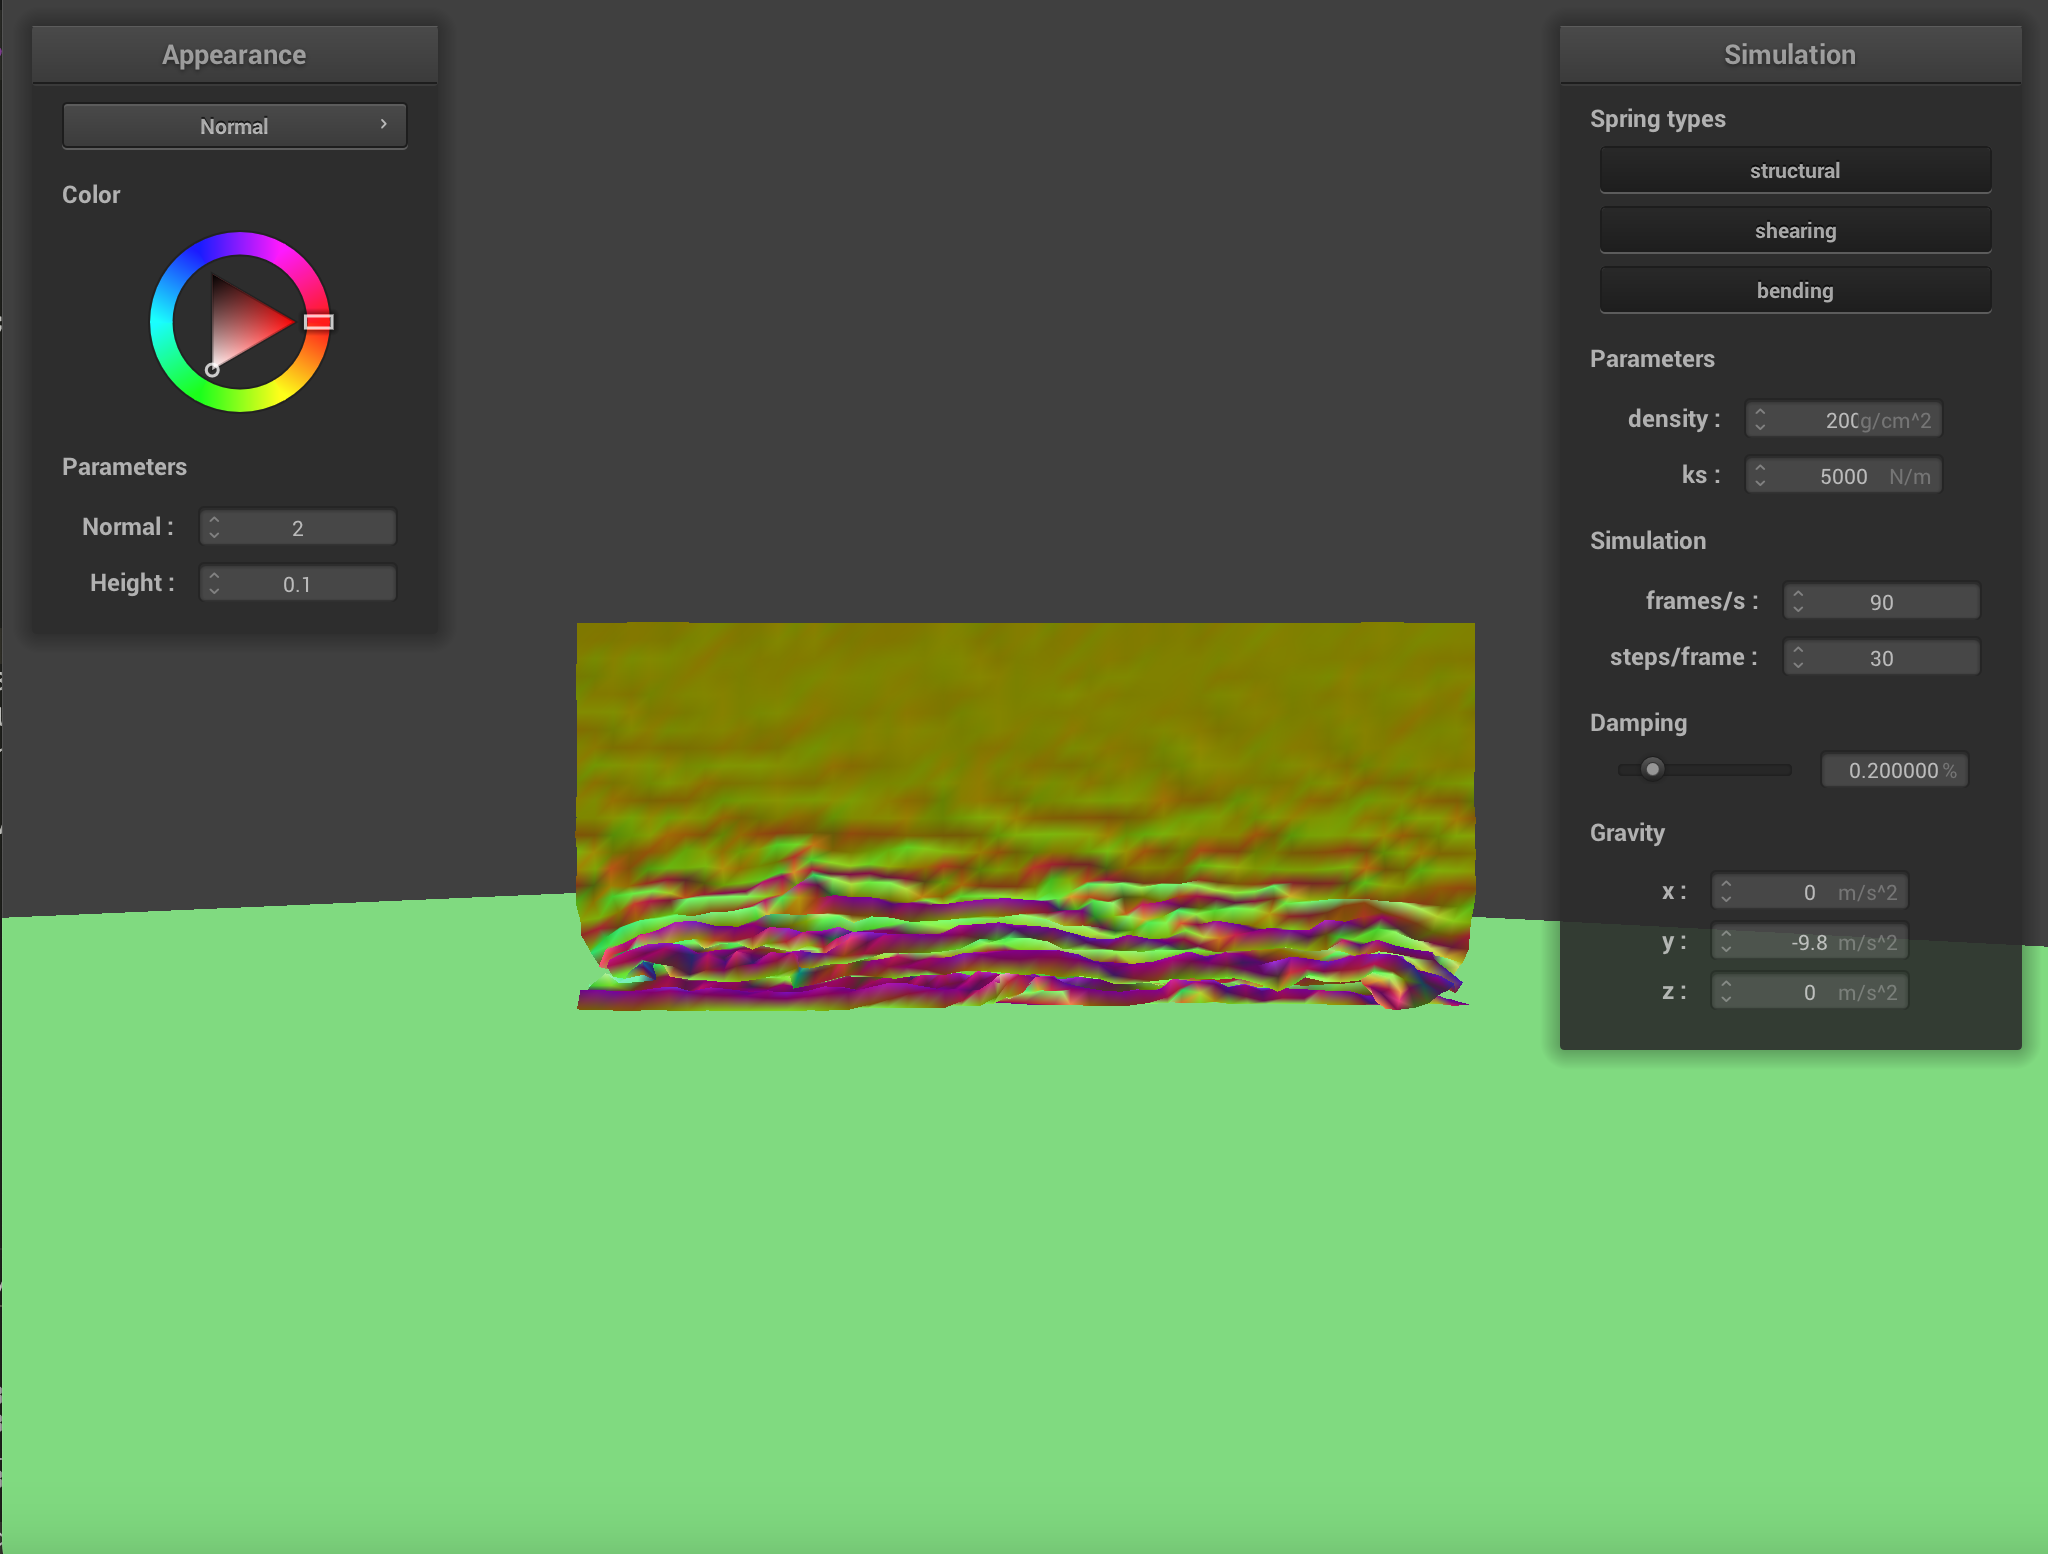 Appearance
Normal
Color
Parameters
Normal : 2
Height : 0.1
Simulation
Spring types
structural
shearing
bending
Parameters
density : 200 g/cm^2
ks : 5000 N/m
Simulation
frames/s : 90
steps/frame : 30
Damping
0.200000 %
Gravity
x : 0 m/s^2
y : -9.8 m/s^2
z : 0 m/s^2